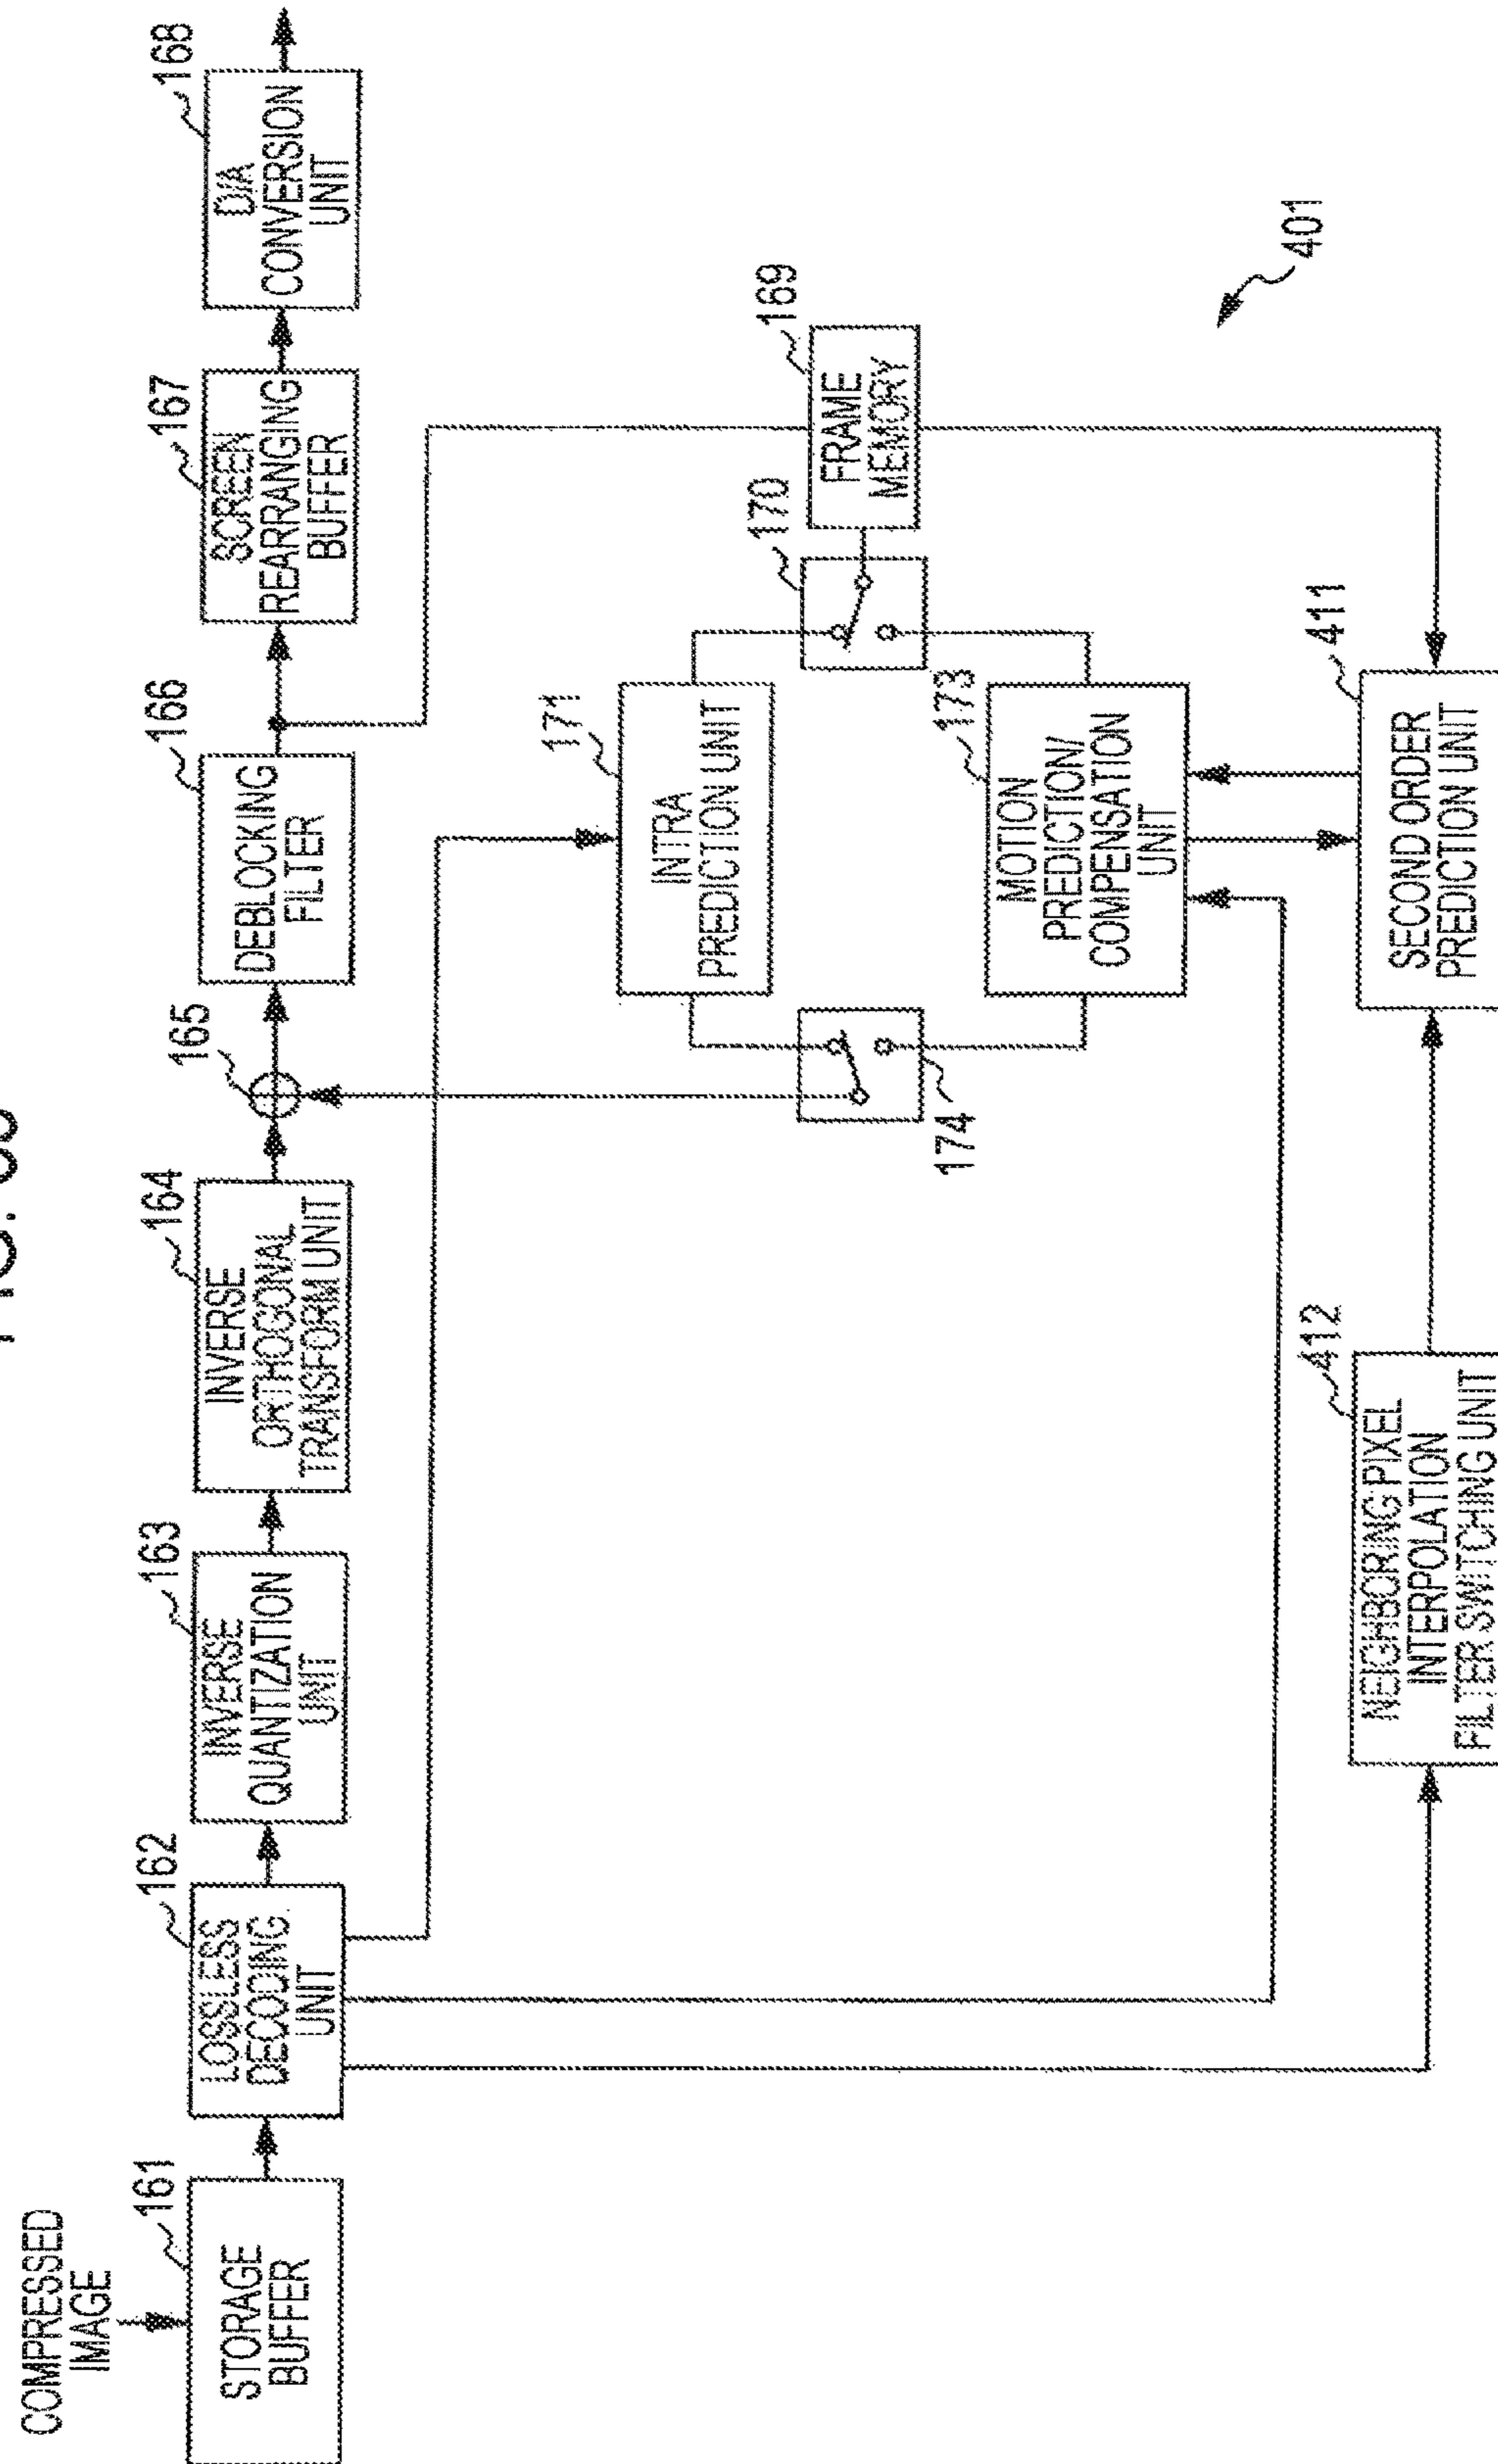 COMPRESSED
IMAGE
161
STORAGE
BUFFER
162
LOSSLESS
DECODING
UNIT
163
INVERSE
QUANTIZATION
UNIT
164
INVERSE
ORTHOGONAL
TRANSFORM UNIT
165
166
DEBLOCKING
FILTER
167
SCREEN
REARRANGING
BUFFER
168
D/A
CONVERSION
UNIT
171
INTRA
PREDICTION UNIT
170
169
FRAME
MEMORY
174
173
MOTION
PREDICTION/
COMPENSATION
UNIT
401
412
NEIGHBORING PIXEL
INTERPOLATION
FILTER SWITCHING UNIT
411
SECOND ORDER
PREDICTION UNIT